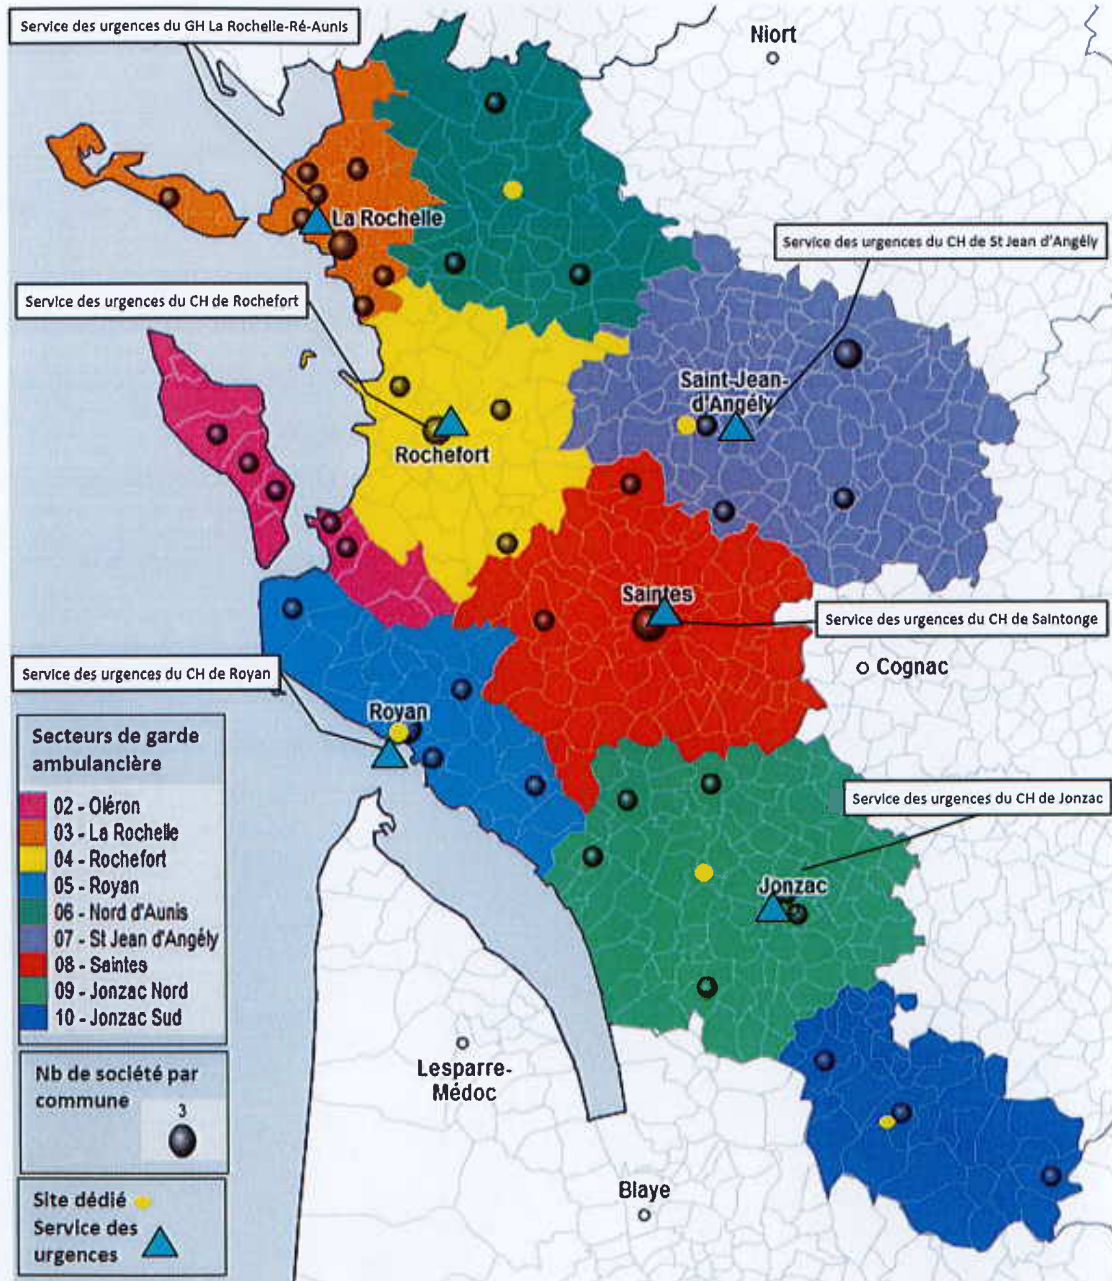 Service des urgences du GH La Rochelle-Ré-Aunis
Niort
La Rochelle
Service des urgences du CH de St Jean d'Angély
Service des urgences du CH de Rochefort
Saint-Jean-
d'Angély
Rochefort
Saintes
Service des urgences du CH de Saintonge
Cognac
Service des urgences du CH de Royan
Royan
Secteurs de garde
ambulancière
02 - Oléron
03 - La Rochelle
04 - Rochefort
05 - Royan
06 - Nord d'Aunis
07 - St Jean d'Angély
08 - Saintes
09 - Jonzac Nord
10 - Jonzac Sud
Service des urgences du CH de Jonzac
Jonzac
Lesparre-
Médoc
Nb de société par
commune
3
Blaye
Site dédié
Service des
urgences